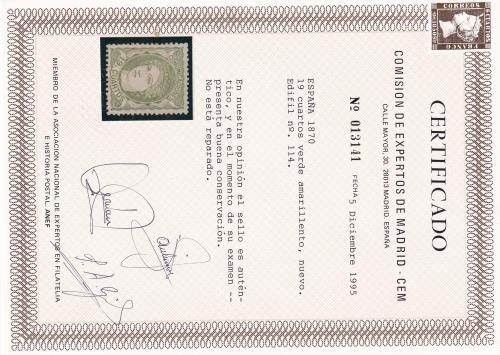 CORREOS
FRANCO
CERTIFICADO
COMISION DE EXPERTOS DE MADRID - CEM
CALLE MAYOR, 30. 28013 MADRID. ESPAÑA
Nº 013141 FECHA 5 Diciembre 1995
ESPAÑA 1870
19 cuartos verde amarillento, nuevo.
Edifil nº. 114.
En nuestra opinión el sello es autén-
tico, y en el momento de su examen --
presenta buena conservación.
No está reparado.
MIEMBRO DE LA ASOCIACION NACIONAL DE EXPERTOS EN FILATELIA
E HISTORIA POSTAL. ANEF